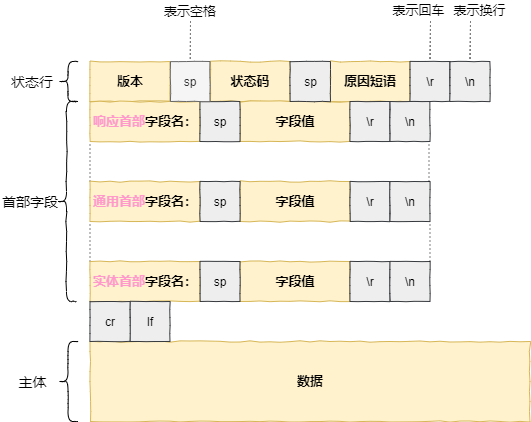 表示空格 表示回车 表示换行
状态行 版本 sp 状态码 sp 原因短语 \r \n
响应首部字段名： sp 字段值 \r \n
首部字段 通用首部字段名： sp 字段值 \r \n
实体首部字段名： sp 字段值 \r \n
cr lf
主体 数据